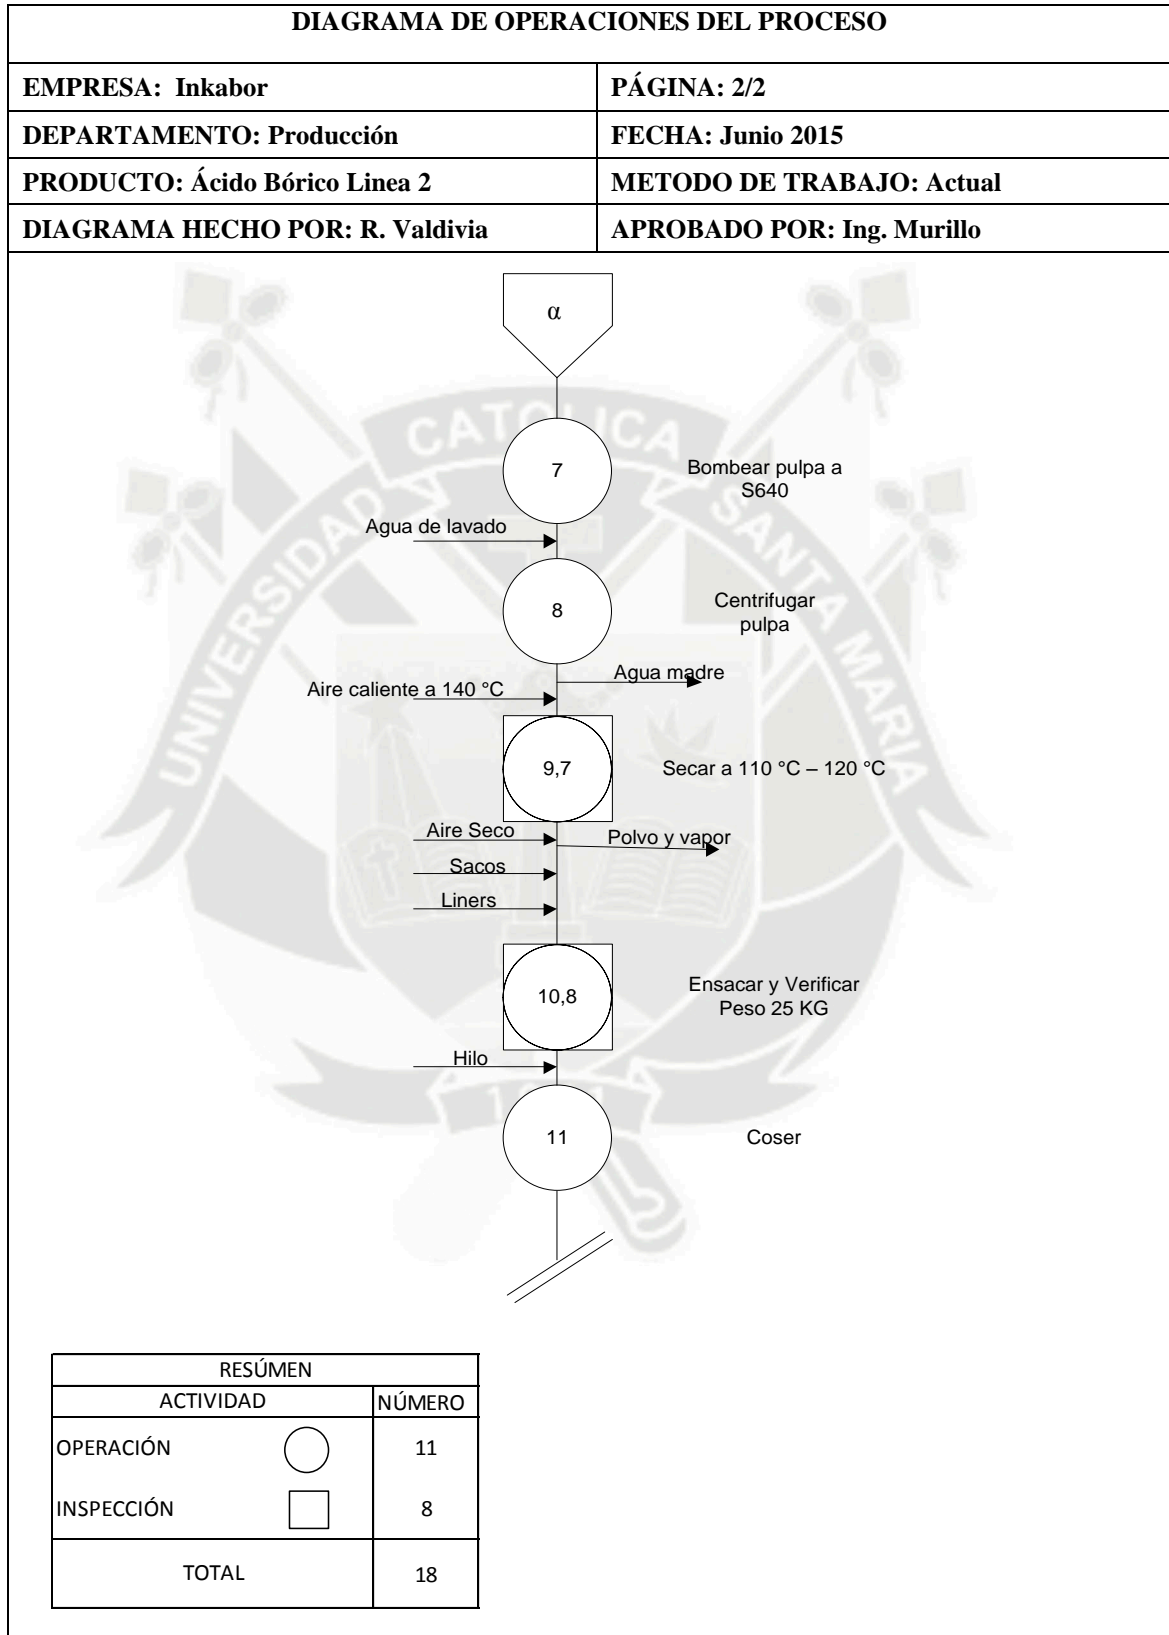 DIAGRAMA DE OPERACIONES DEL PROCESO
EMPRESA: Inkabor
PÁGINA: 2/2
DEPARTAMENTO: Producción
FECHA: Junio 2015
PRODUCTO: Ácido Bórico Linea 2
METODO DE TRABAJO: Actual
DIAGRAMA HECHO POR: R. Valdivia
APROBADO POR: Ing. Murillo
UNIVERSIDAD CATOLICA SANTA MARIA
α
7
Bombear pulpa a
S640
Agua de lavado
8
Centrifugar
pulpa
Agua madre
Aire caliente a 140 °C
9,7
Secar a 110 °C – 120 °C
Aire Seco
Polvo y vapor
Sacos
Liners
10,8
Ensacar y Verificar
Peso 25 KG
Hilo
11
Coser
RESÚMEN
ACTIVIDAD
NÚMERO
OPERACIÓN
11
INSPECCIÓN
8
TOTAL
18